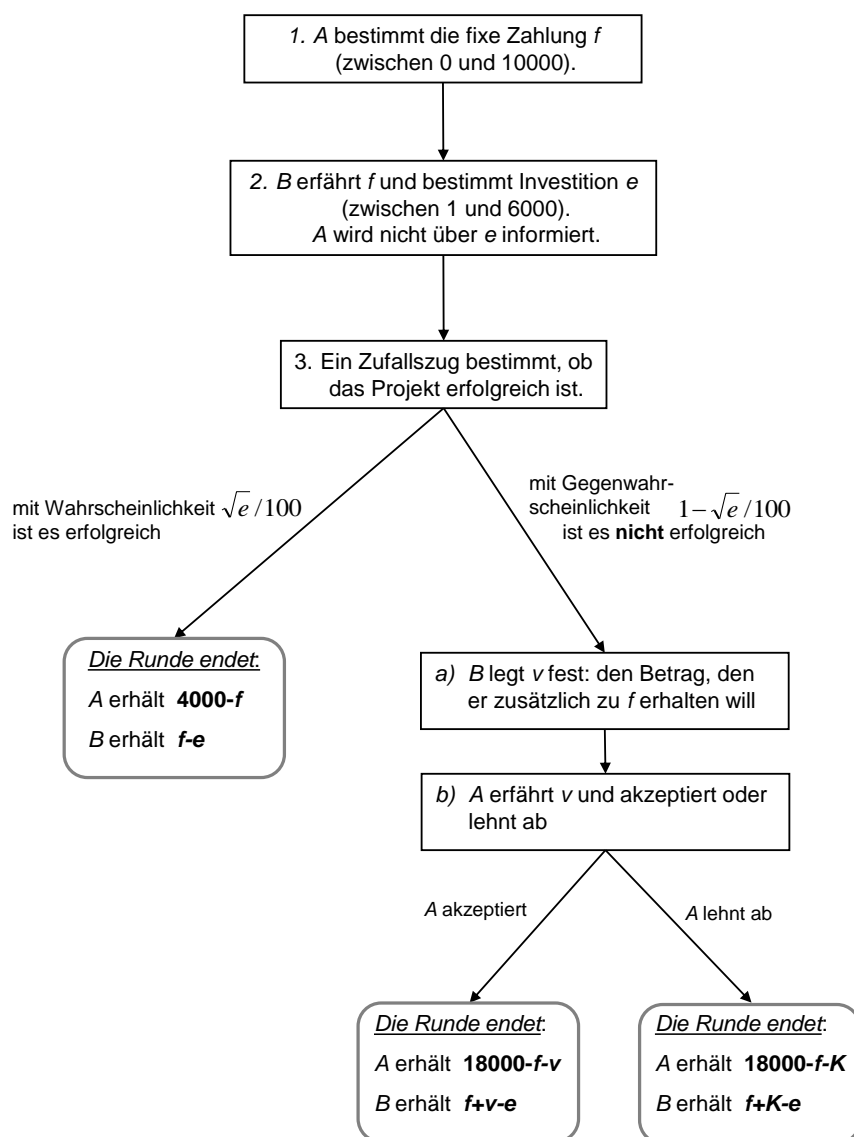 1. A bestimmt die fixe Zahlung f
(zwischen 0 und 10000).
2. B erfährt f und bestimmt Investition e
(zwischen 1 und 6000).
A wird nicht über e informiert.
3. Ein Zufallszug bestimmt, ob
das Projekt erfolgreich ist.
mit Wahrscheinlichkeit √e/100
ist es erfolgreich
mit Gegenwahr-
scheinlichkeit 1−√e/100
ist es nicht erfolgreich
Die Runde endet:
A erhält 4000-f
B erhält f-e
a) B legt v fest: den Betrag, den
er zusätzlich zu f erhalten will
b) A erfährt v und akzeptiert oder
lehnt ab
A akzeptiert
A lehnt ab
Die Runde endet:
A erhält 18000-f-v
B erhält f+v-e
Die Runde endet:
A erhält 18000-f-K
B erhält f+K-e